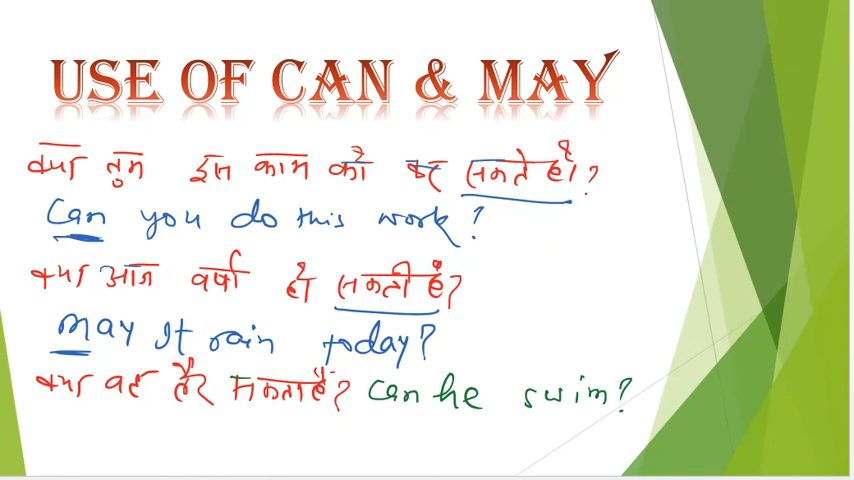 USE OF CAN & MAY
क्या तुम इस काम को कर सकते हो?
Can you do this work?
क्या आज वर्षा हो सकती है?
May It rain today?
क्या वह तैर सकता है? Can he swim?